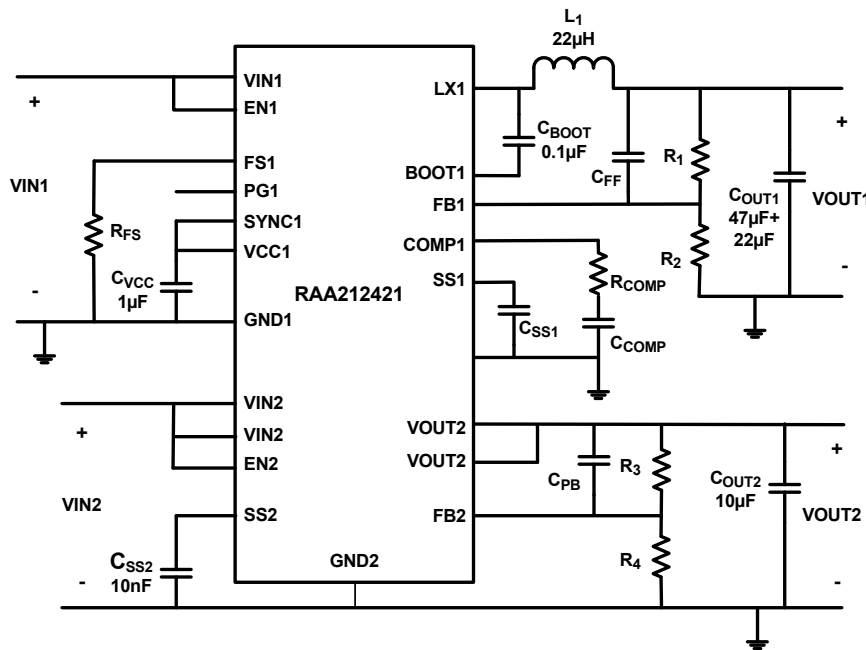 L1
22µH
VIN1
EN1
LX1
+
CBOOT
0.1µF
R1
+
FS1
BOOT1
CFF
VIN1
PG1
COUT1
47µF+
22µF
VOUT1
FB1
SYNC1
RFS
VCC1
COMP1
R2
CVCC
1µF
RAA212421
SS1
RCOMP
-
-
GND1
CSS1
CCOMP
VIN2
VOUT2
+
VIN2
+
EN2
VOUT2
CPB
R3
COUT2
10µF
VIN2
VOUT2
SS2
FB2
CSS2
10nF
GND2
R4
-
-